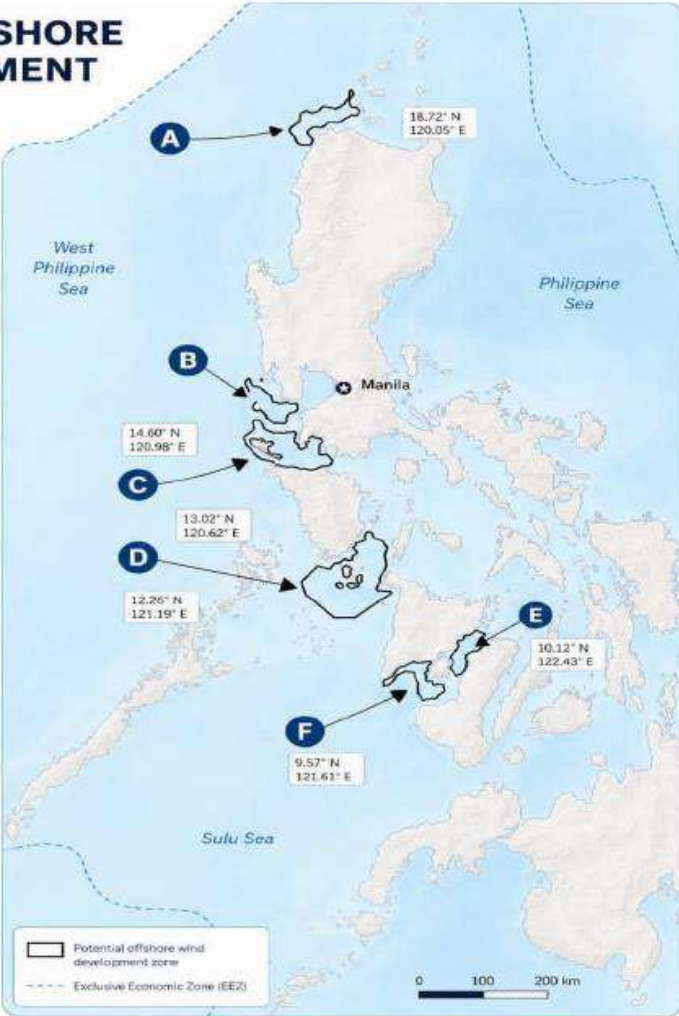 SHORE
MENT
A
18.72° N
120.05° E
West
Philippine
Sea
Philippine
Sea
B
Manila
14.60° N
120.98° E
C
13.02° N
120.62° E
D
12.26° N
121.19° E
E
10.12° N
122.43° E
F
9.57° N
121.61° E
Sulu Sea
Potential offshore wind
development zone
Exclusive Economic Zone (EEZ)
0 100 200 km